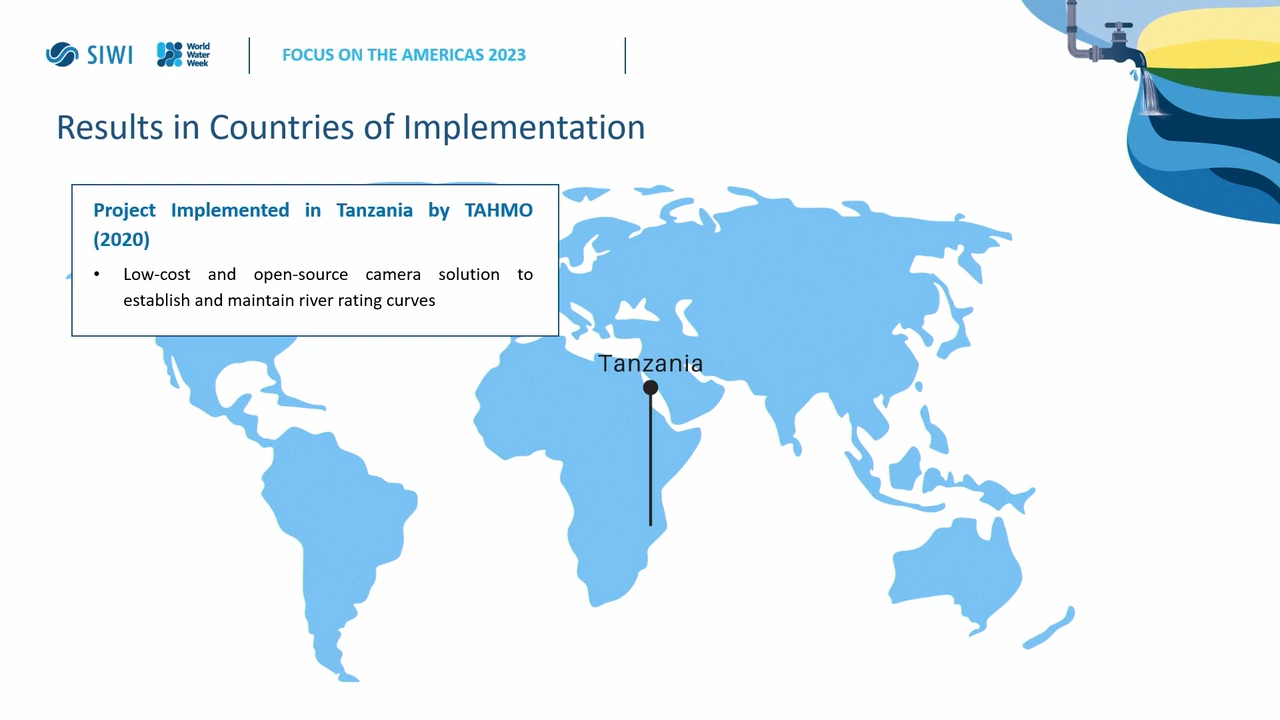 SIWI
World
Water
Week
FOCUS ON THE AMERICAS 2023
Results in Countries of Implementation
Project Implemented in Tanzania by TAHMO
(2020)
• Low-cost and open-source camera solution to
establish and maintain river rating curves
Tanzania